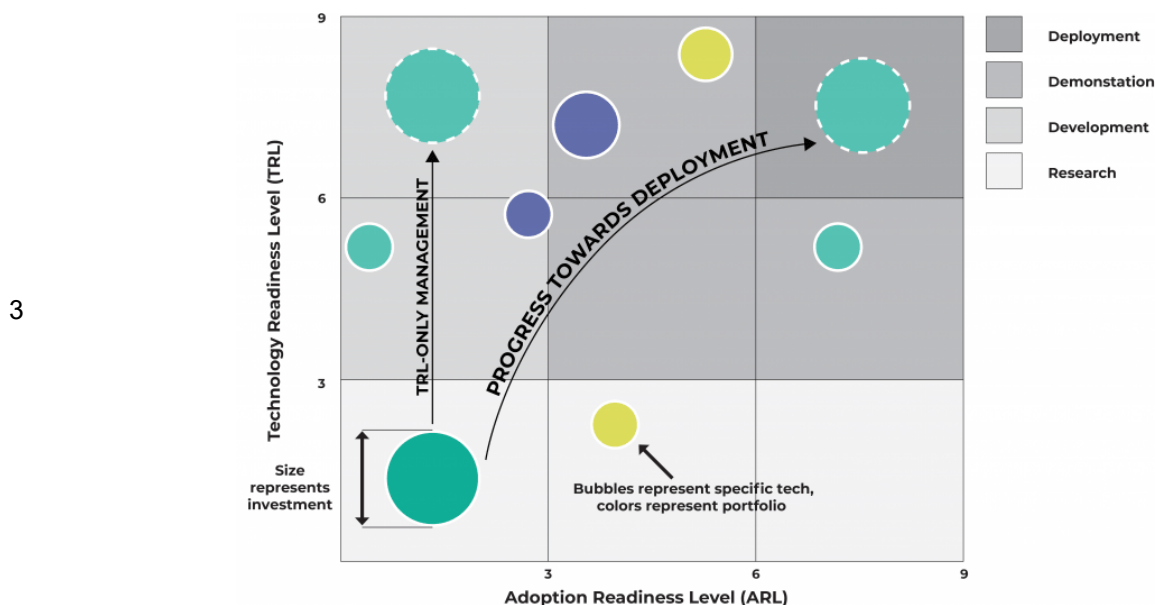 9
Deployment
Demonstation
Development
Research
Technology Readiness Level (TRL)
6
TRL-ONLY MANAGEMENT
PROGRESS TOWARDS DEPLOYMENT
3
3
Size
represents
investment
Bubbles represent specific tech,
colors represent portfolio
3
6
9
Adoption Readiness Level (ARL)